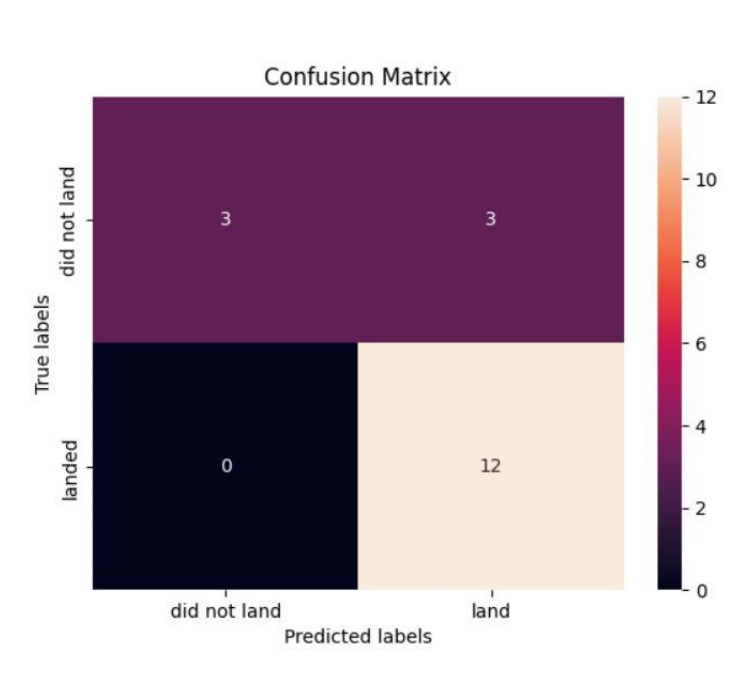 Confusion Matrix
did not land
landed
True labels
3 3
0 12
did not land land
Predicted labels
12
10
8
6
4
2
0